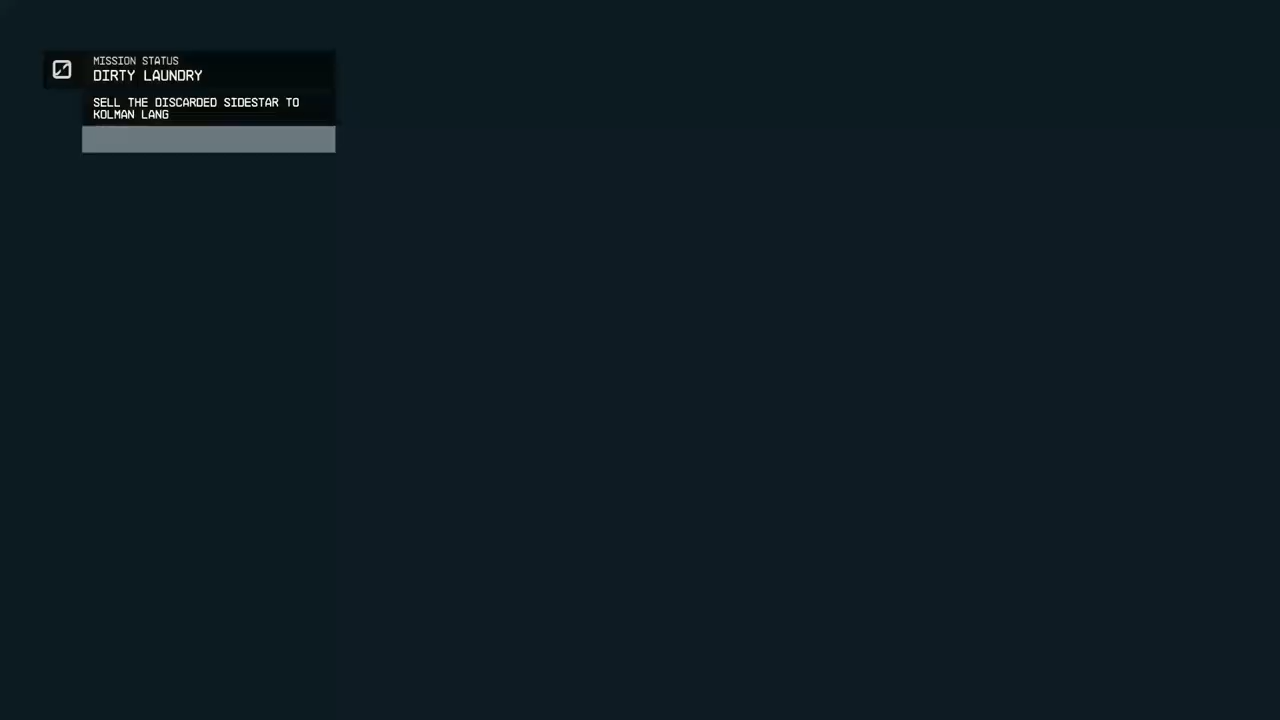 MISSION STATUS
DIRTY LAUNDRY
SELL THE DISCARDED SIDESTAR TO
KOLMAN LANG